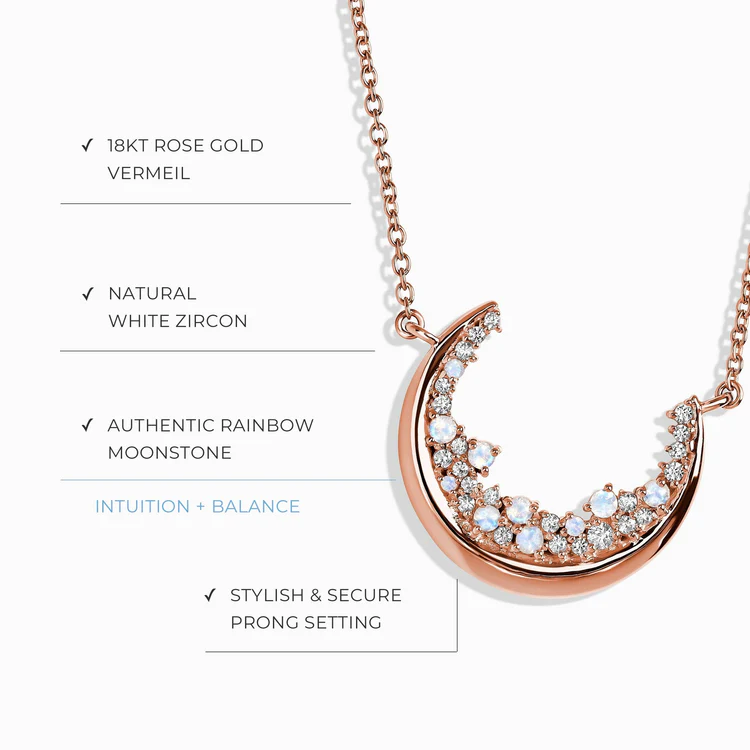 ✓ 18KT ROSE GOLD
VERMEIL
✓ NATURAL
WHITE ZIRCON
✓ AUTHENTIC RAINBOW
MOONSTONE
INTUITION + BALANCE
✓ STYLISH & SECURE
PRONG SETTING